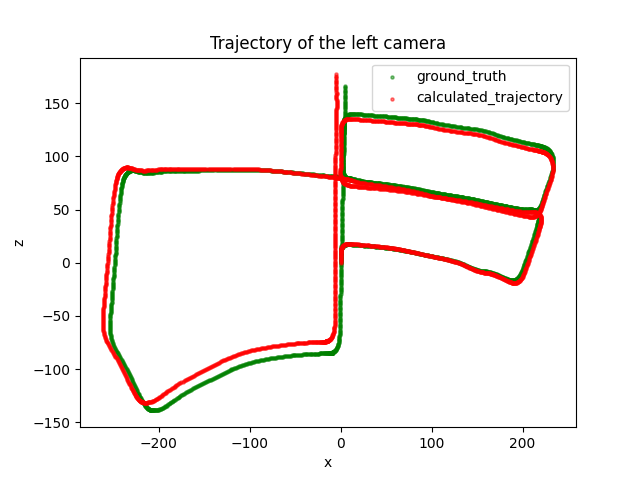 Trajectory of the left camera
ground_truth
calculated_trajectory
150
100
50
0
−50
−100
−150
z
−200
−100
0
100
200
x